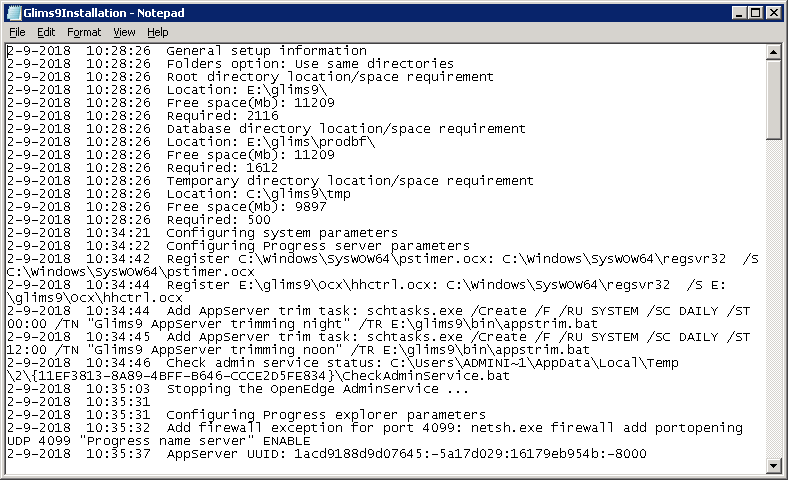 Glims9Installation - Notepad
File Edit Format View Help
2-9-2018 10:28:26 General setup information
2-9-2018 10:28:26 Folders option: Use same directories
2-9-2018 10:28:26 Root directory location/space requirement
2-9-2018 10:28:26 Location: E:\glims9\
2-9-2018 10:28:26 Free space(Mb): 11209
2-9-2018 10:28:26 Required: 2116
2-9-2018 10:28:26 Database directory location/space requirement
2-9-2018 10:28:26 Location: E:\glims\prodbf\
2-9-2018 10:28:26 Free space(Mb): 11209
2-9-2018 10:28:26 Required: 1612
2-9-2018 10:28:26 Temporary directory location/space requirement
2-9-2018 10:28:26 Location: C:\glims9\tmp
2-9-2018 10:28:26 Free space(Mb): 9897
2-9-2018 10:28:26 Required: 500
2-9-2018 10:34:21 Configuring system parameters
2-9-2018 10:34:22 Configuring Progress server parameters
2-9-2018 10:34:42 Register C:\Windows\SysWOW64\pstimer.ocx: C:\Windows\SysWOW64\regsvr32 /S
C:\Windows\SysWOW64\pstimer.ocx
2-9-2018 10:34:44 Register E:\glims9\Ocx\hhctrl.ocx: C:\Windows\SysWOW64\regsvr32 /S E:
\glims9\Ocx\hhctrl.ocx
2-9-2018 10:34:44 Add AppServer trim task: schtasks.exe /Create /F /RU SYSTEM /SC DAILY /ST
00:00 /TN "Glims9 AppServer trimming night" /TR E:\glims9\bin\appstrim.bat
2-9-2018 10:34:45 Add AppServer trim task: schtasks.exe /Create /F /RU SYSTEM /SC DAILY /ST
12:00 /TN "Glims9 AppServer trimming noon" /TR E:\glims9\bin\appstrim.bat
2-9-2018 10:34:46 Check admin service status: C:\Users\ADMINI~1\AppData\Local\Temp
\2\{11EF3813-8A89-4BFF-B646-CCCE2D5FE834}\CheckAdminService.bat
2-9-2018 10:35:03 Stopping the OpenEdge AdminService ...
2-9-2018 10:35:31
2-9-2018 10:35:31 Configuring Progress explorer parameters
2-9-2018 10:35:32 Add firewall exception for port 4099: netsh.exe firewall add portopening
UDP 4099 "Progress name server" ENABLE
2-9-2018 10:35:37 AppServer UUID: 1acd9188d9d07645:-5a17d029:16179eb954b:-8000